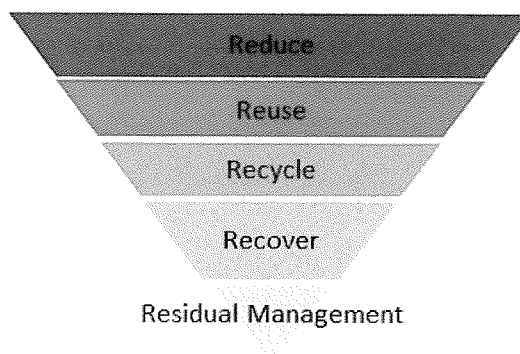 Reduce
Reuse
Recycle
Recover
Residual Management